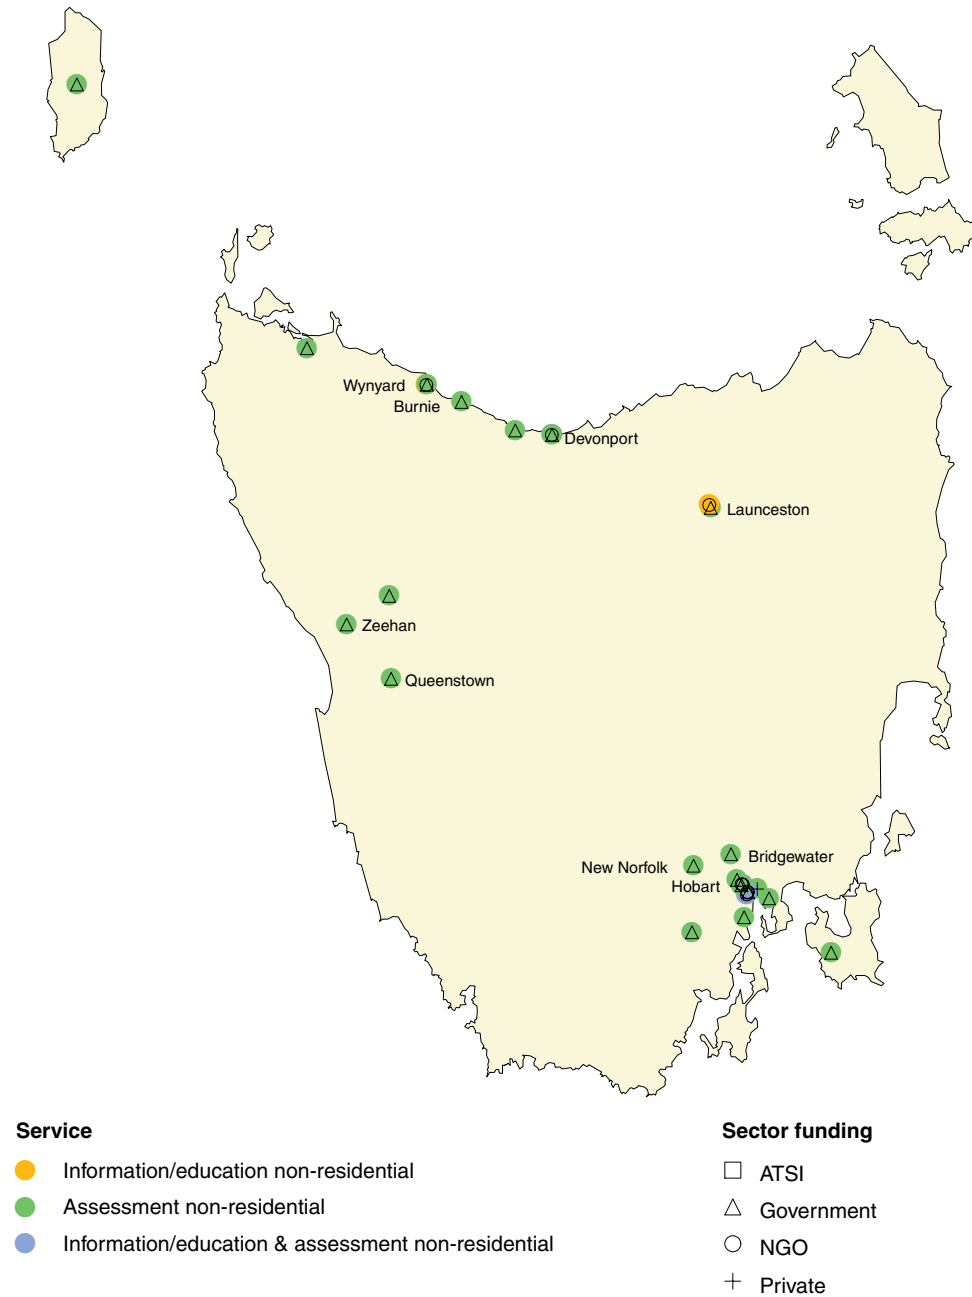 Wynyard
Burnie
Devonport
Launceston
Zeehan
Queenstown
Bridgewater
New Norfolk
Hobart
Service
Information/education non-residential
Assessment non-residential
Information/education & assessment non-residential
Sector funding
ATSI
Government
NGO
Private